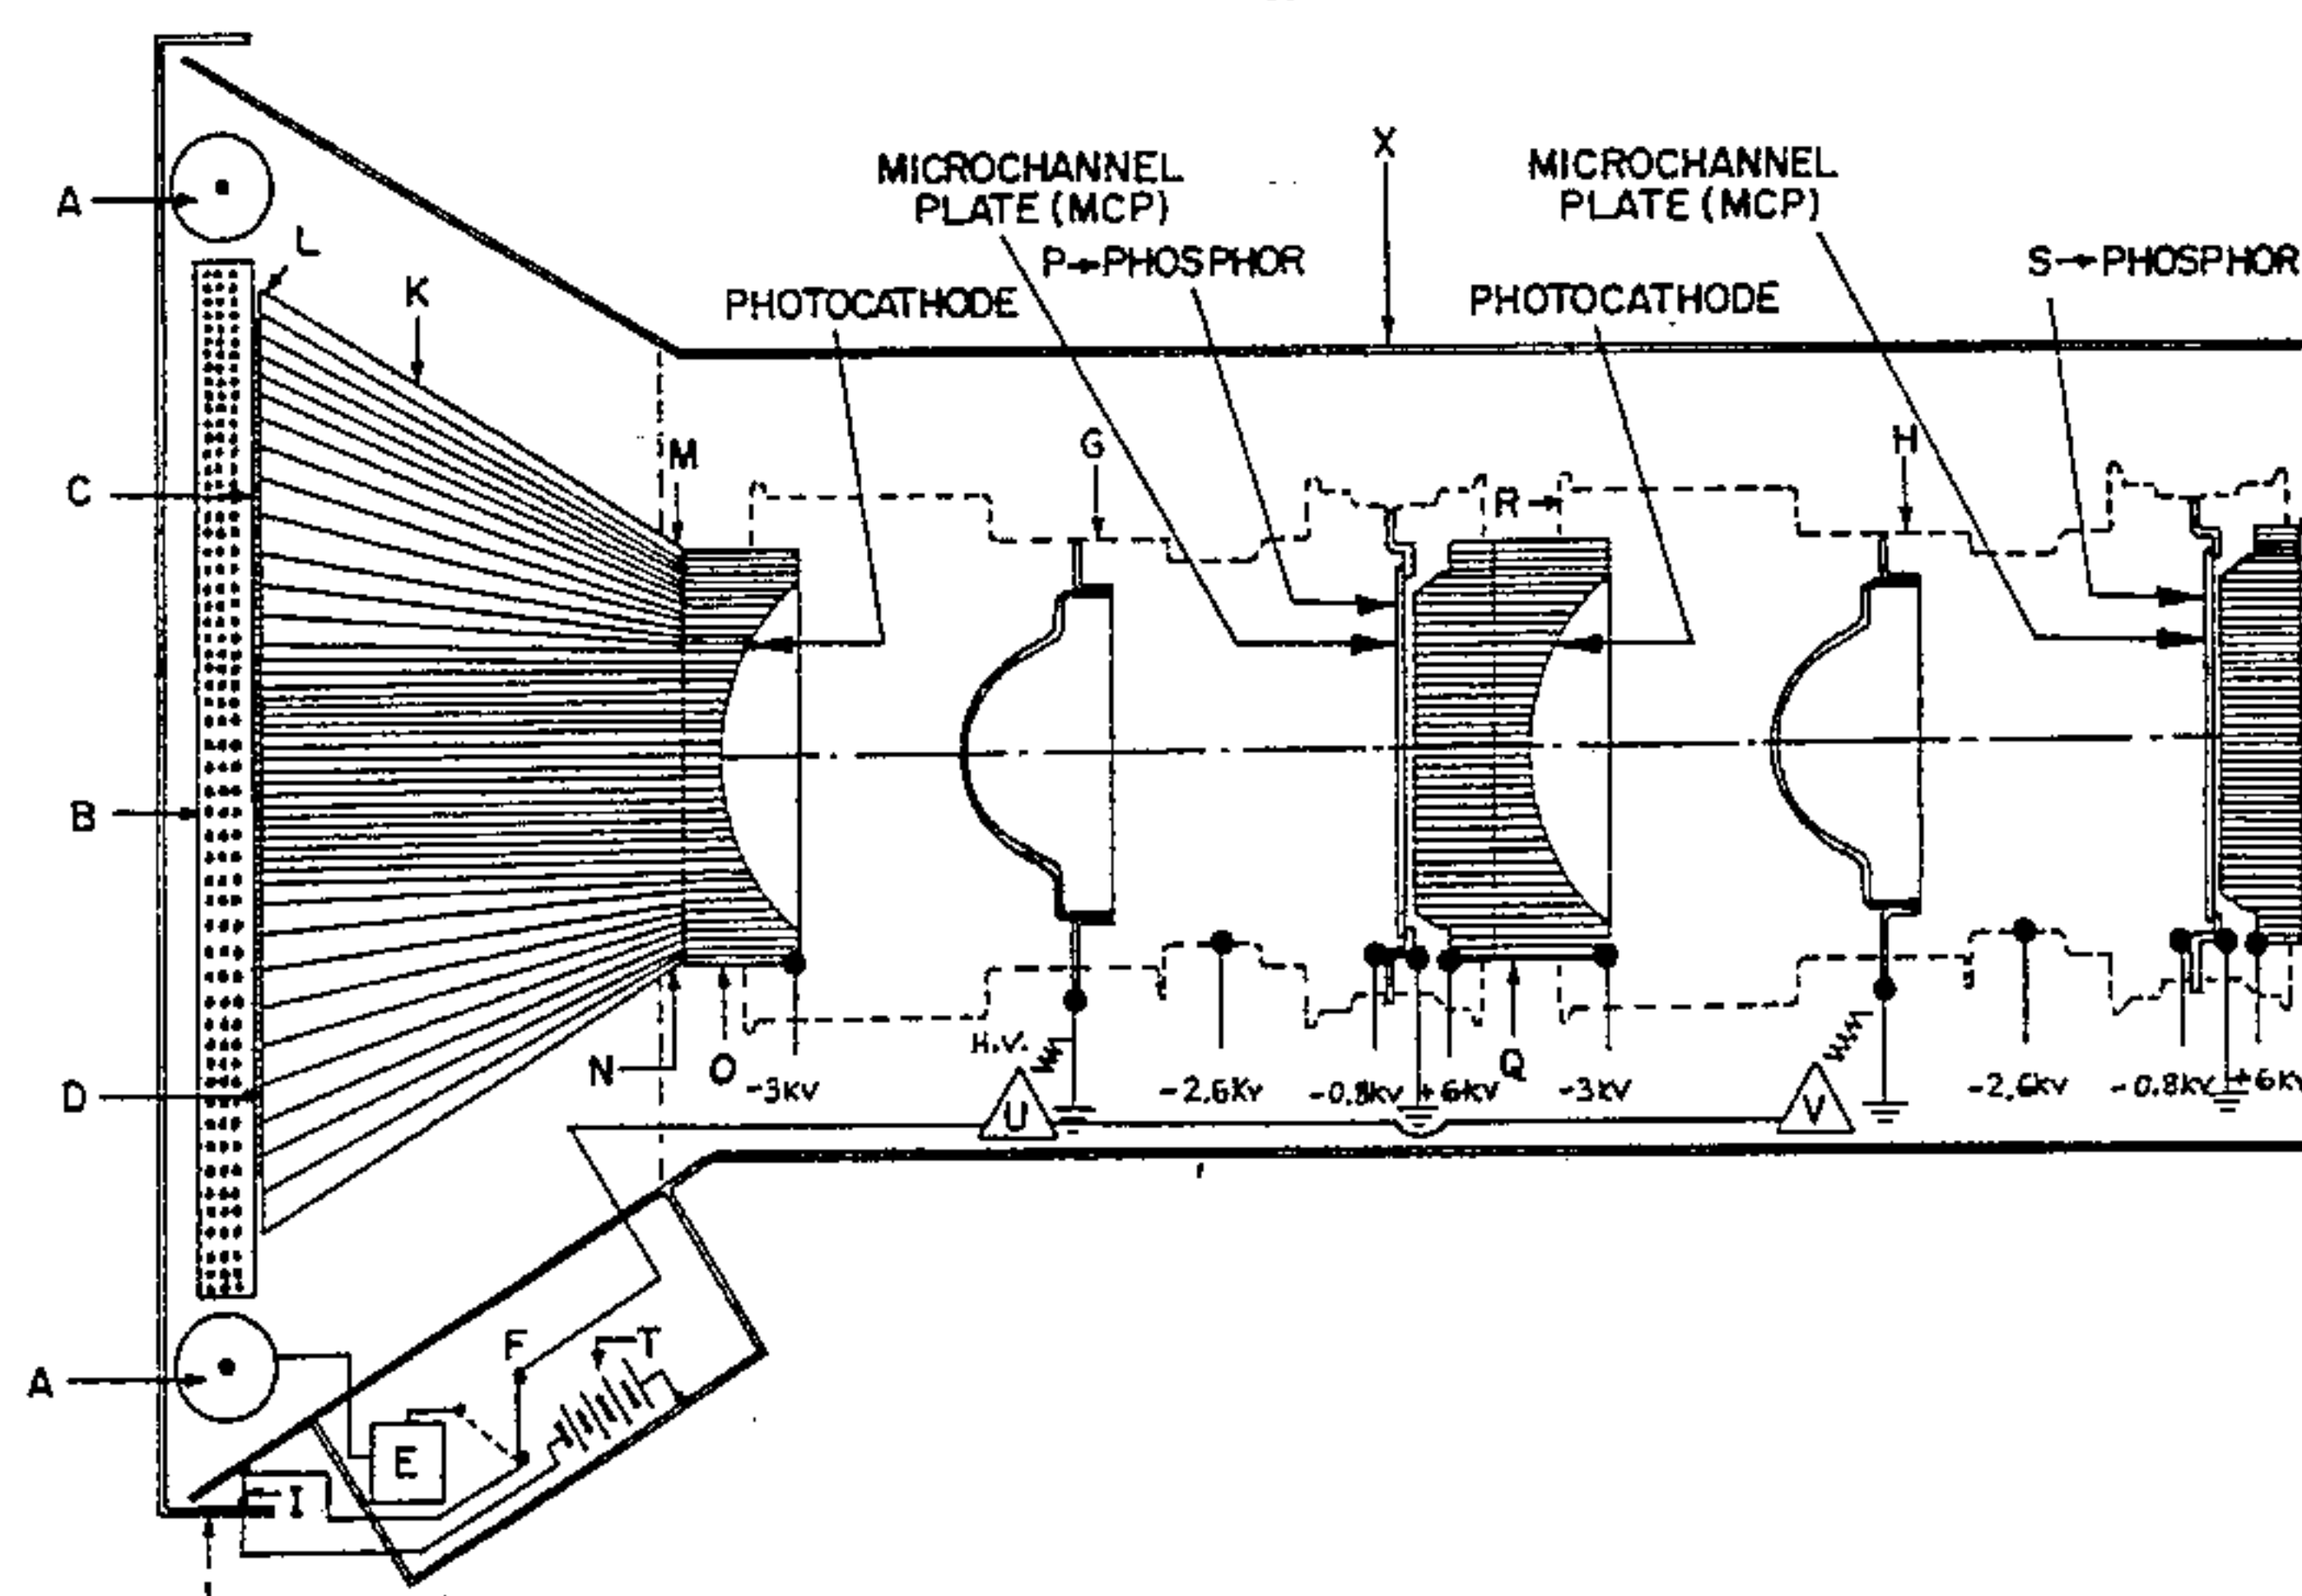 X
MICROCHANNEL
PLATE (MCP)
MICROCHANNEL
PLATE (MCP)
A
L
P→PHOSPHOR
S→PHOSPHOR
K
PHOTOCATHODE
PHOTOCATHODE
M
G
H
C
R
B
D
N
O
-3KV
H.V.
U
-2.6KV
-0.8KV
+6KV
Q
-3KV
V
-2.6KV
-0.8KV
+6KV
F
T
A
E
I